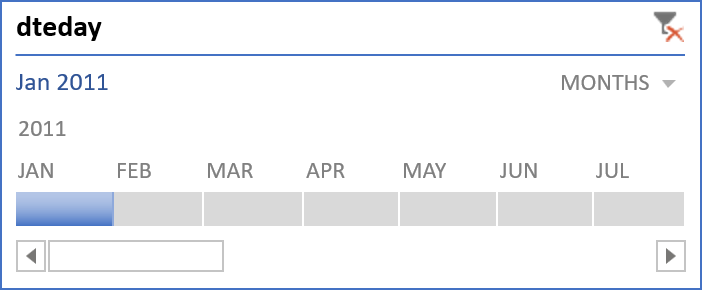 dteday
Jan 2011 MONTHS
2011
JAN FEB MAR APR MAY JUN JUL